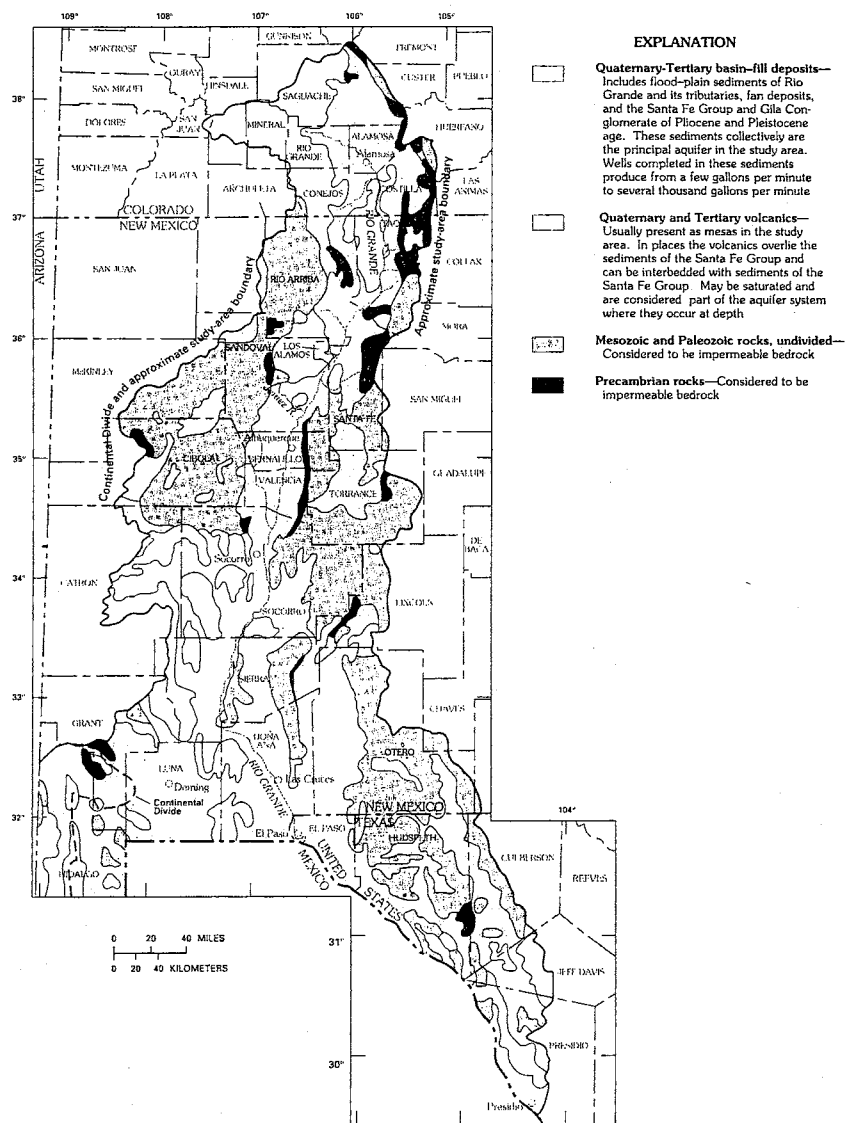 109°
108°
107°
106°
105°
GUNNISON
FREMONT
MONTROSE
OURAY
HINSDALE
CUSTER
PUEBLO
SAN MIGUEL
SAGUACHE
38°
DOLORES
SAN
JUAN
MINERAL
RIO
GRANDE
ALAMOSA
Alamosa
HUERFANO
MONTEZUMA
LA PLATA
ARCHULETA
CONEJOS
COSTILLA
LAS
ANIMAS
UTAH
ARIZONA
COLORADO
NEW MEXICO
37°
SAN JUAN
RIO ARRIBA
RIO GRANDE
COLFAX
Approximate study-area boundary
Continental Divide and approximate study-area boundary
36°
MORA
SANDOVAL
LOS
ALAMOS
McKINLEY
Jemez R
SAN MIGUEL
SANTA FE
Albuquerque
35°
CIBOLA
BERNALILLO
VALENCIA
TORRANCE
GUADALUPE
DE
BACA
Socorro
34°
CATRON
SOCORRO
LINCOLN
SIERRA
33°
CHAVES
GRANT
DOÑA
ANA
OTERO
LUNA
Deming
RIO GRANDE
Las Cruces
Continental
Divide
NEW MEXICO
TEXAS
32°
El Paso
EL PASO
HUDSPETH
104°
HIDALGO
UNITED
STATES
MEXICO
CULBERSON
REEVES
0 20 40 MILES
0 20 40 KILOMETERS
31°
JEFF DAVIS
PRESIDIO
30°
Presidio
EXPLANATION
Quaternary-Tertiary basin-fill deposits—
Includes flood-plain sediments of Rio
Grande and its tributaries, fan deposits,
and the Santa Fe Group and Gila Con-
glomerate of Pliocene and Pleistocene
age. These sediments collectively are
the principal aquifer in the study area.
Wells completed in these sediments
produce from a few gallons per minute
to several thousand gallons per minute
Quaternary and Tertiary volcanics—
Usually present as mesas in the study
area. In places the volcanics overlie the
sediments of the Santa Fe Group and
can be interbedded with sediments of the
Santa Fe Group. May be saturated and
are considered part of the aquifer system
where they occur at depth
Mesozoic and Paleozoic rocks, undivided—
Considered to be impermeable bedrock
Precambrian rocks—Considered to be
impermeable bedrock